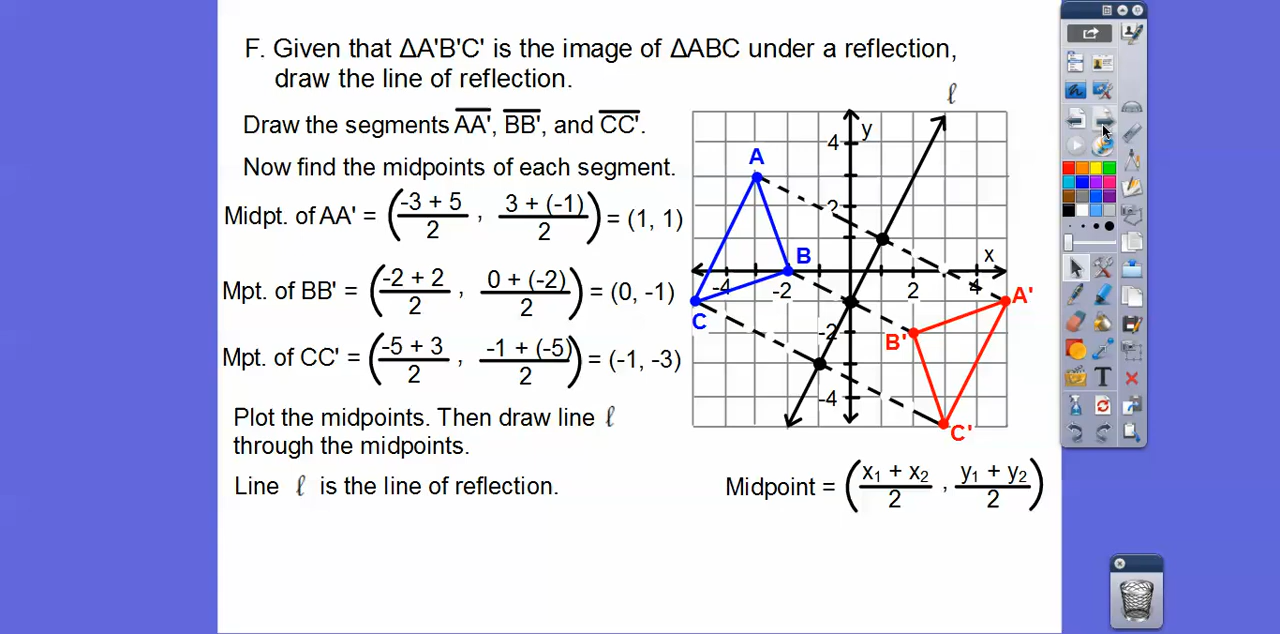 F. Given that ΔA'B'C' is the image of ΔABC under a reflection,
draw the line of reflection.
Draw the segments A̅A̅'̅, B̅B̅'̅, and C̅C̅'̅.
Now find the midpoints of each segment.
Midpt. of AA' = ( (-3 + 5)/2 , (3 + (-1))/2 ) = (1, 1)
Mpt. of BB' = ( (-2 + 2)/2 , (0 + (-2))/2 ) = (0, -1)
Mpt. of CC' = ( (-5 + 3)/2 , (-1 + (-5))/2 ) = (-1, -3)
Plot the midpoints. Then draw line ℓ
through the midpoints.
Line ℓ is the line of reflection.
ℓ
4
y
A
2
B
x
-4
-2
2
4
A'
C
-2
B'
-4
C'
Midpoint = ( (x₁ + x₂)/2 , (y₁ + y₂)/2 )
T